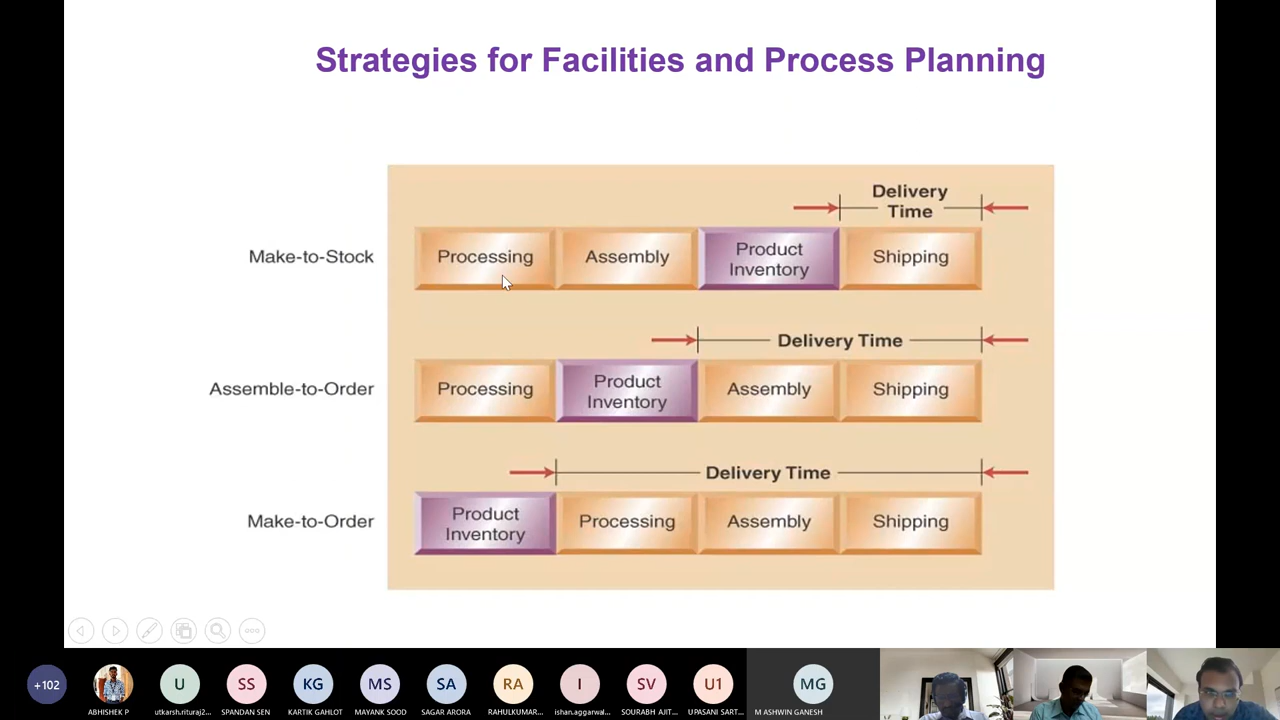 Strategies for Facilities and Process Planning
Delivery
Time
Make-to-Stock
Processing
Assembly
Product
Inventory
Shipping
Delivery Time
Assemble-to-Order
Processing
Product
Inventory
Assembly
Shipping
Delivery Time
Make-to-Order
Product
Inventory
Processing
Assembly
Shipping
+102
U
SS
KG
MS
SA
RA
I
SV
U1
MG
ABHISHEK P
utkarsh.rituraj2...
SPANDAN SEN
KARTIK GAHLOT
MAYANK SOOD
SAGAR ARORA
RAHULKUMAR...
ishan.aggarwal...
SOURABH AJIT...
UPASANI SART...
M ASHWIN GANESH